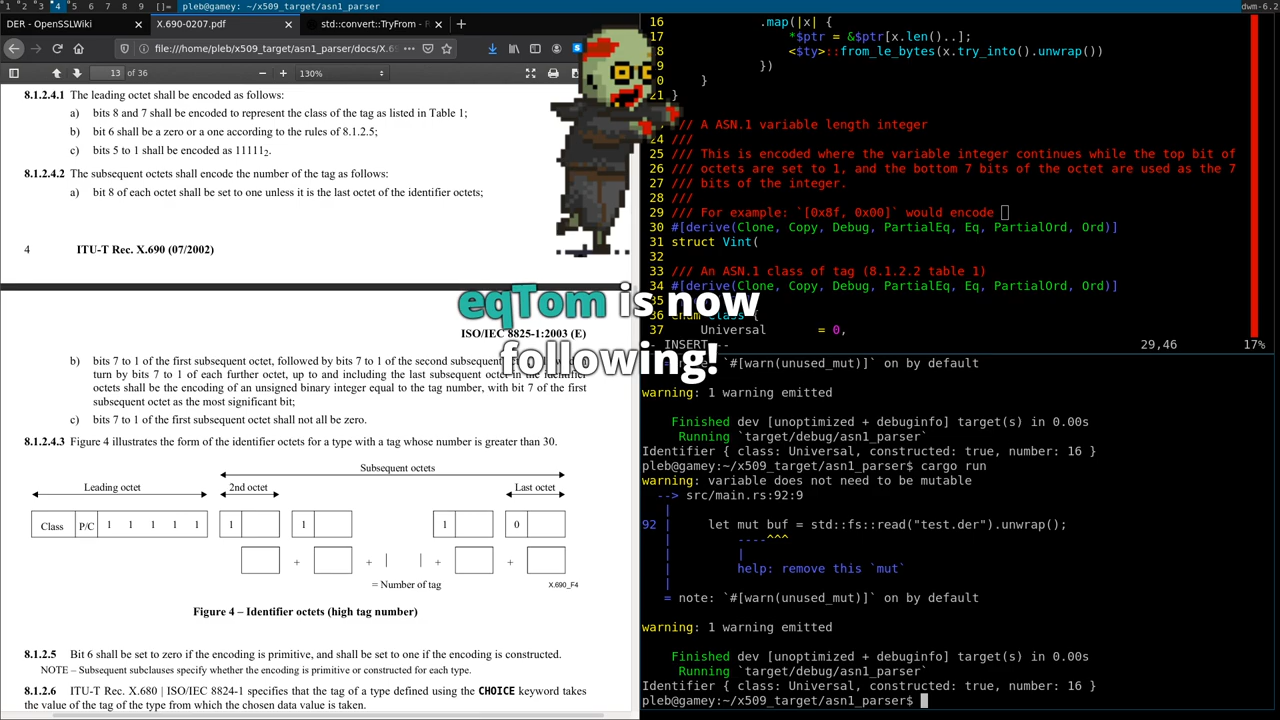 1 2 3 4 5 6 7 8 9 []= pleb@gamey: ~/x509_target/asn1_parser dwm-6.2
DER - OpenSSLWiki × X.690-0207.pdf × std::convert::TryFrom - R × +
file:///home/pleb/x509_target/asn1_parser/docs/X.69
13 of 36 130%
8.1.2.4.1 The leading octet shall be encoded as follows:
a) bits 8 and 7 shall be encoded to represent the class of the tag as listed in Table 1;
b) bit 6 shall be a zero or a one according to the rules of 8.1.2.5;
c) bits 5 to 1 shall be encoded as 11111₂.
8.1.2.4.2 The subsequent octets shall encode the number of the tag as follows:
a) bit 8 of each octet shall be set to one unless it is the last octet of the identifier octets;
4 ITU-T Rec. X.690 (07/2002)
ISO/IEC 8825-1:2003 (E)
b) bits 7 to 1 of the first subsequent octet, followed by bits 7 to 1 of the second subsequent
turn by bits 7 to 1 of each further octet, up to and including the last subsequent octet in the identifier
octets shall be the encoding of an unsigned binary integer equal to the tag number, with bit 7 of the first
subsequent octet as the most significant bit;
c) bits 7 to 1 of the first subsequent octet shall not all be zero.
8.1.2.4.3 Figure 4 illustrates the form of the identifier octets for a type with a tag whose number is greater than 30.
Subsequent octets
Leading octet 2nd octet Last octet
Class P/C 1 1 1 1 1 1 1 1 0
+ + + +
= Number of tag X.690_F4
Figure 4 – Identifier octets (high tag number)
8.1.2.5 Bit 6 shall be set to zero if the encoding is primitive, and shall be set to one if the encoding is constructed.
NOTE – Subsequent subclauses specify whether the encoding is primitive or constructed for each type.
8.1.2.6 ITU-T Rec. X.680 | ISO/IEC 8824-1 specifies that the tag of a type defined using the CHOICE keyword takes
the value of the tag of the type from which the chosen data value is taken.
eqTom is now
following!
16 .map(|x| {
17 *ptr = &$ptr[x.len()..];
8 <$ty>::from_le_bytes(x.try_into().unwrap())
9 })
0 }
21 }
/// A ASN.1 variable length integer
24 ///
25 /// This is encoded where the variable integer continues while the top bit of
26 /// octets are set to 1, and the bottom 7 bits of the octet are used as the 7
27 /// bits of the integer.
28 ///
29 /// For example: `[0x8f, 0x00]` would encode
30 #[derive(Clone, Copy, Debug, PartialEq, Eq, PartialOrd, Ord)]
31 struct Vint(
32
33 /// An ASN.1 class of tag (8.1.2.2 table 1)
34 #[derive(Clone, Copy, Debug, PartialEq, Eq, PartialOrd, Ord)]
enum Class {
37 Universal = 0,
- INSERT -- 29,46 17%
note: `#[warn(unused_mut)]` on by default
warning: 1 warning emitted
Finished dev [unoptimized + debuginfo] target(s) in 0.00s
Running `target/debug/asn1_parser`
Identifier { class: Universal, constructed: true, number: 16 }
pleb@gamey:~/x509_target/asn1_parser$ cargo run
warning: variable does not need to be mutable
--> src/main.rs:92:9
|
92 | let mut buf = std::fs::read("test.der").unwrap();
| ----^^^
| |
| help: remove this `mut`
|
= note: `#[warn(unused_mut)]` on by default
warning: 1 warning emitted
Finished dev [unoptimized + debuginfo] target(s) in 0.00s
Running `target/debug/asn1_parser`
Identifier { class: Universal, constructed: true, number: 16 }
pleb@gamey:~/x509_target/asn1_parser$